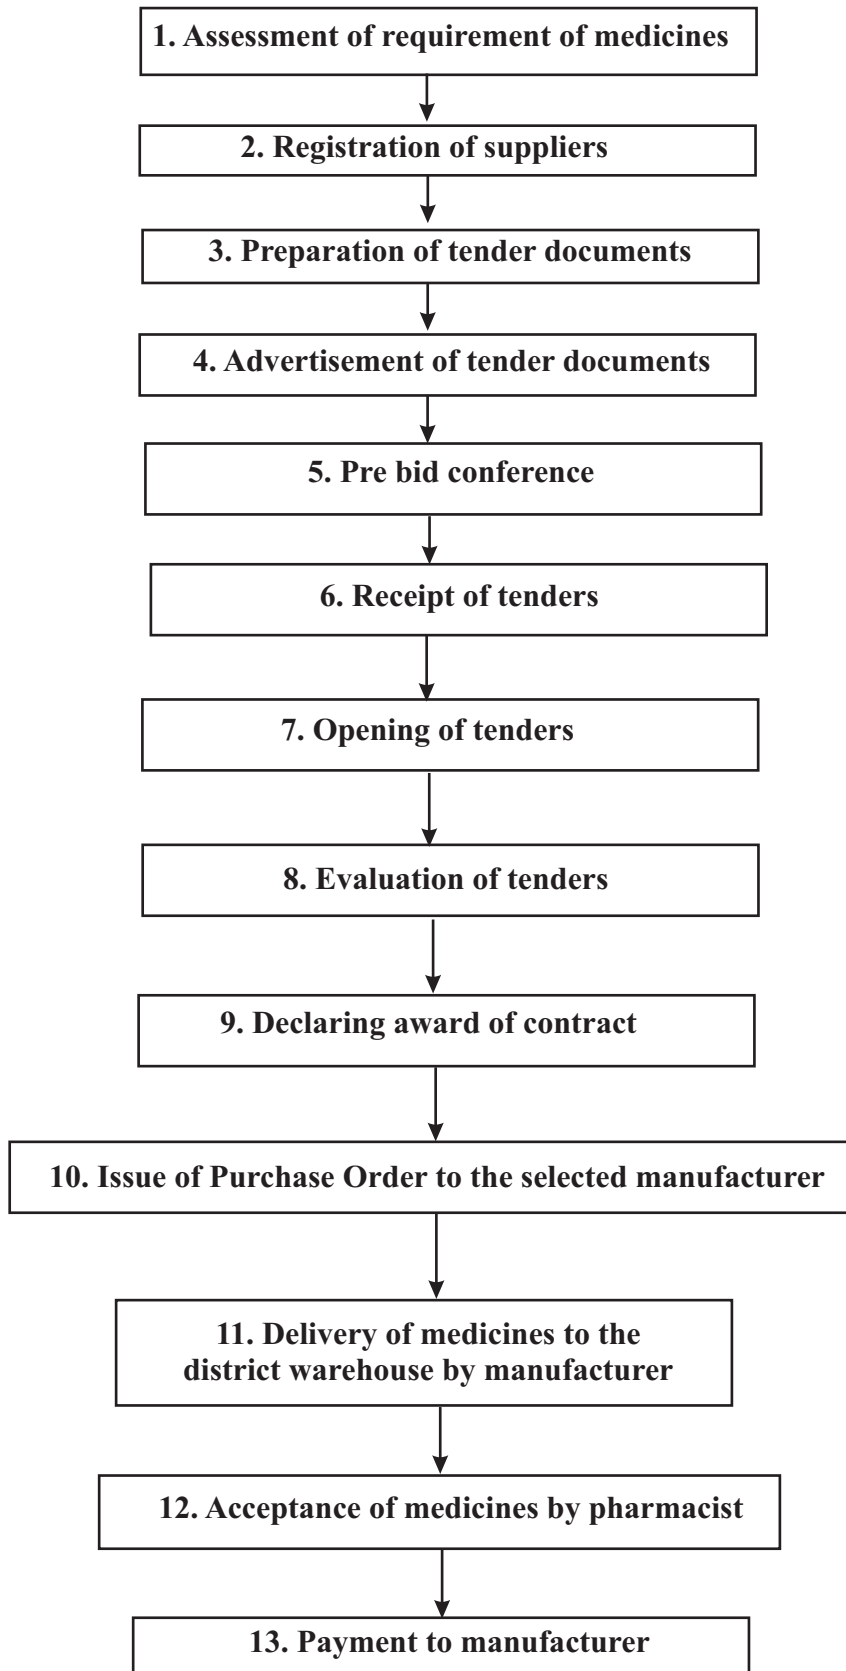 1. Assessment of requirement of medicines
2. Registration of suppliers
3. Preparation of tender documents
4. Advertisement of tender documents
5. Pre bid conference
6. Receipt of tenders
7. Opening of tenders
8. Evaluation of tenders
9. Declaring award of contract
10. Issue of Purchase Order to the selected manufacturer
11. Delivery of medicines to the
district warehouse by manufacturer
12. Acceptance of medicines by pharmacist
13. Payment to manufacturer